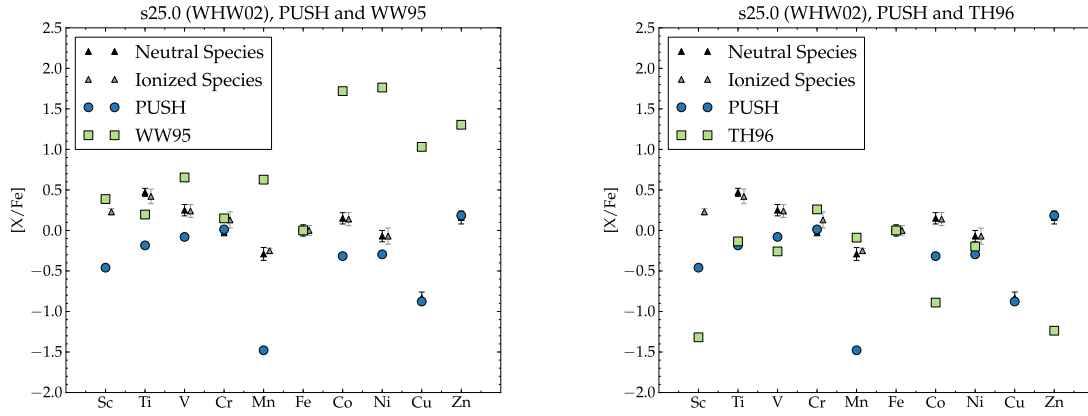 s25.0 (WHW02), PUSH and WW95
Neutral Species
Ionized Species
PUSH
WW95
[X/Fe]
2.5
2.0
1.5
1.0
0.5
0.0
−0.5
−1.0
−1.5
−2.0
Sc Ti V Cr Mn Fe Co Ni Cu Zn
s25.0 (WHW02), PUSH and TH96
Neutral Species
Ionized Species
PUSH
TH96
[X/Fe]
2.5
2.0
1.5
1.0
0.5
0.0
−0.5
−1.0
−1.5
−2.0
Sc Ti V Cr Mn Fe Co Ni Cu Zn